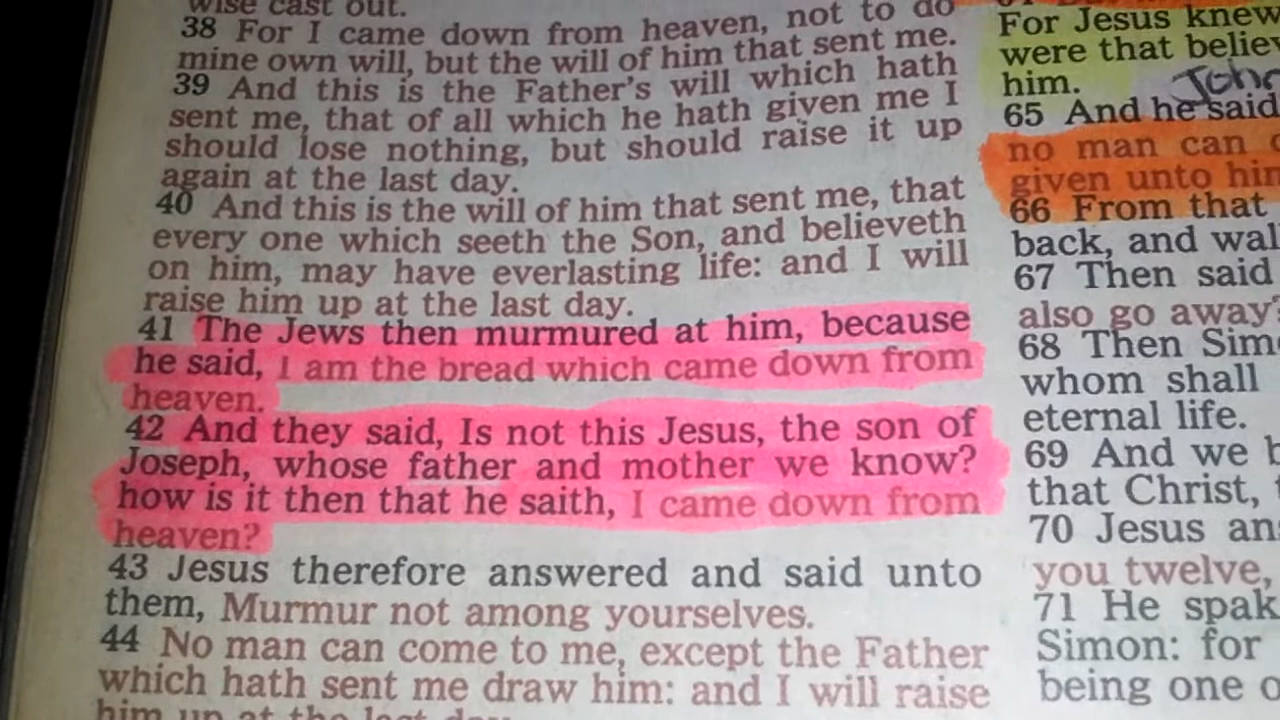 wise cast out.
38 For I came down from heaven, not to do
mine own will, but the will of him that sent me.
39 And this is the Father's will which hath
sent me, that of all which he hath given me I
should lose nothing, but should raise it up
again at the last day.
40 And this is the will of him that sent me, that
every one which seeth the Son, and believeth
on him, may have everlasting life: and I will
raise him up at the last day.
41 The Jews then murmured at him, because
he said, I am the bread which came down from
heaven.
42 And they said, Is not this Jesus, the son of
Joseph, whose father and mother we know?
how is it then that he saith, I came down from
heaven?
43 Jesus therefore answered and said unto
them, Murmur not among yourselves.
44 No man can come to me, except the Father
which hath sent me draw him: and I will raise
him up at the last day.
For Jesus knew
were that believ
him.
John
65 And he said
no man can
given unto him
66 From that
back, and wal
67 Then said
also go away?
68 Then Sim
whom shall
eternal life.
69 And we b
that Christ,
70 Jesus an
you twelve,
71 He spak
Simon: for
being one o